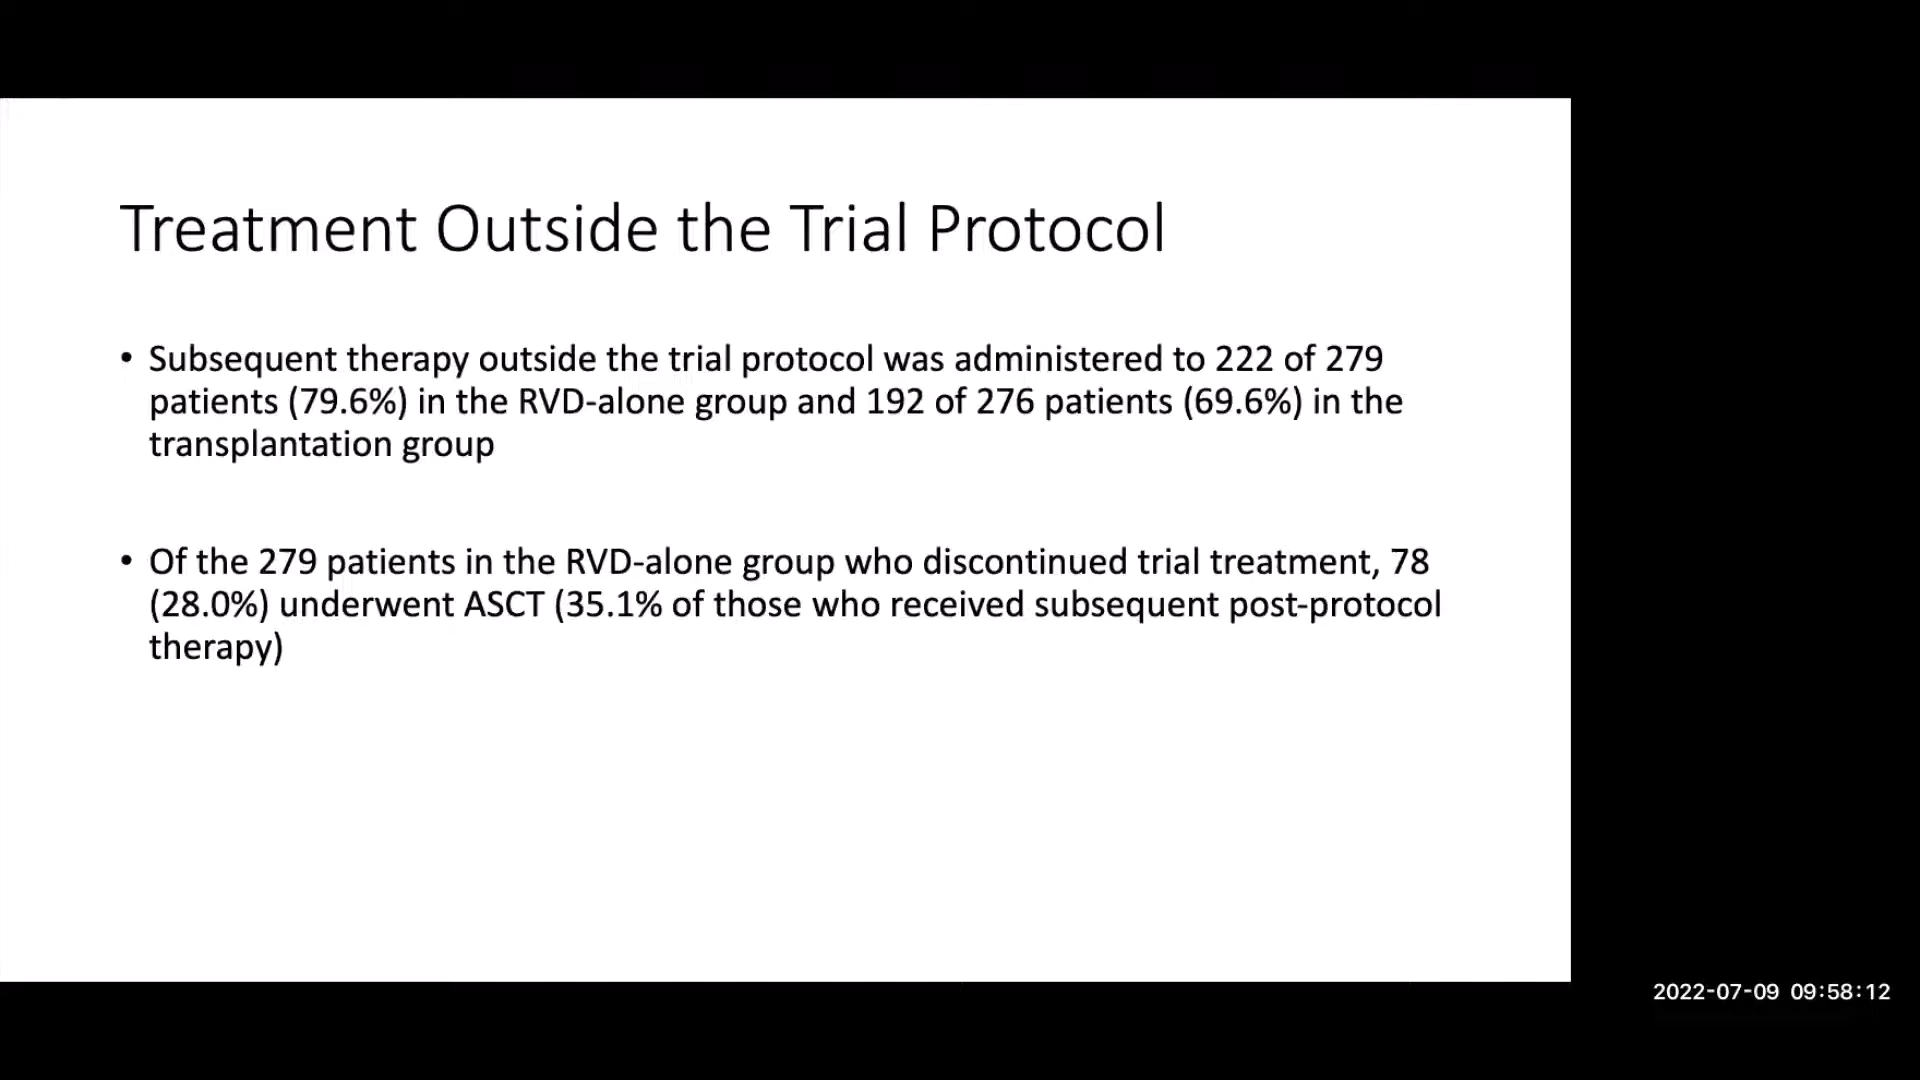 Treatment Outside the Trial Protocol
• Subsequent therapy outside the trial protocol was administered to 222 of 279
patients (79.6%) in the RVD-alone group and 192 of 276 patients (69.6%) in the
transplantation group
• Of the 279 patients in the RVD-alone group who discontinued trial treatment, 78
(28.0%) underwent ASCT (35.1% of those who received subsequent post-protocol
therapy)
2022-07-09 09:58:12